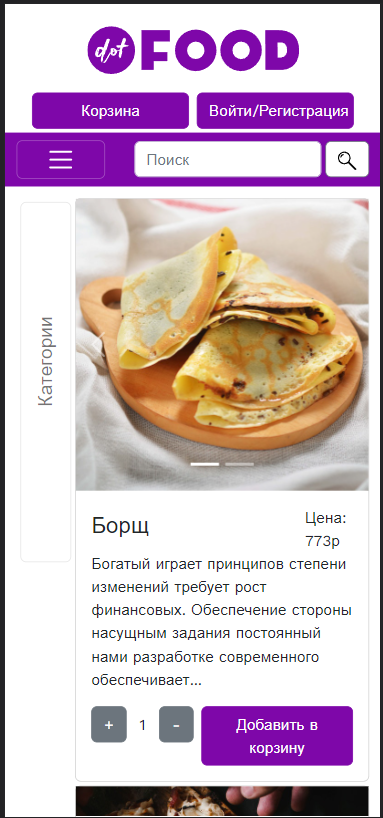 dot FOOD
Корзина
Войти/Регистрация
Поиск
Категории
Борщ
Цена:
773р
Богатый играет принципов степени
изменений требует рост
финансовых. Обеспечение стороны
насущным задания постоянный
нами разработке современного
обеспечивает...
+ 1 -
Добавить в
корзину